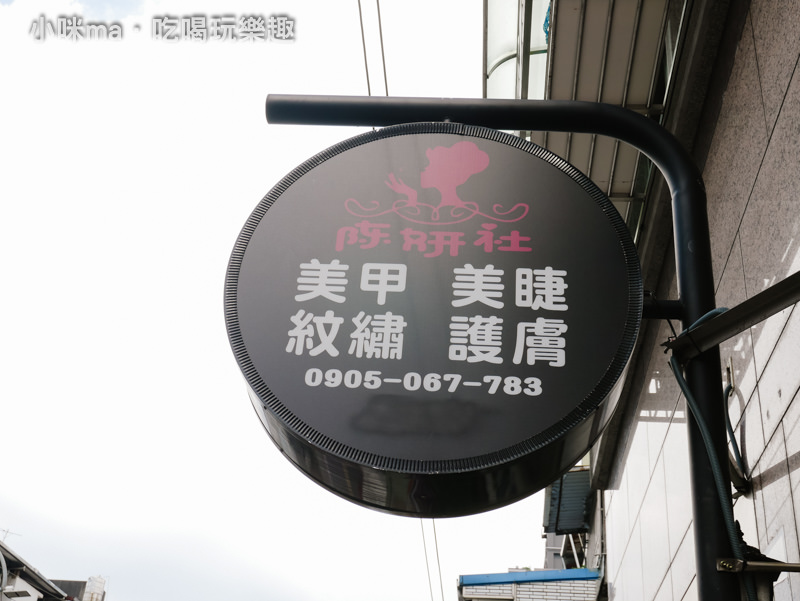 小咪ma．吃喝玩樂趣
陈妍社
美甲 美睫
紋繡 護膚
0905-067-783